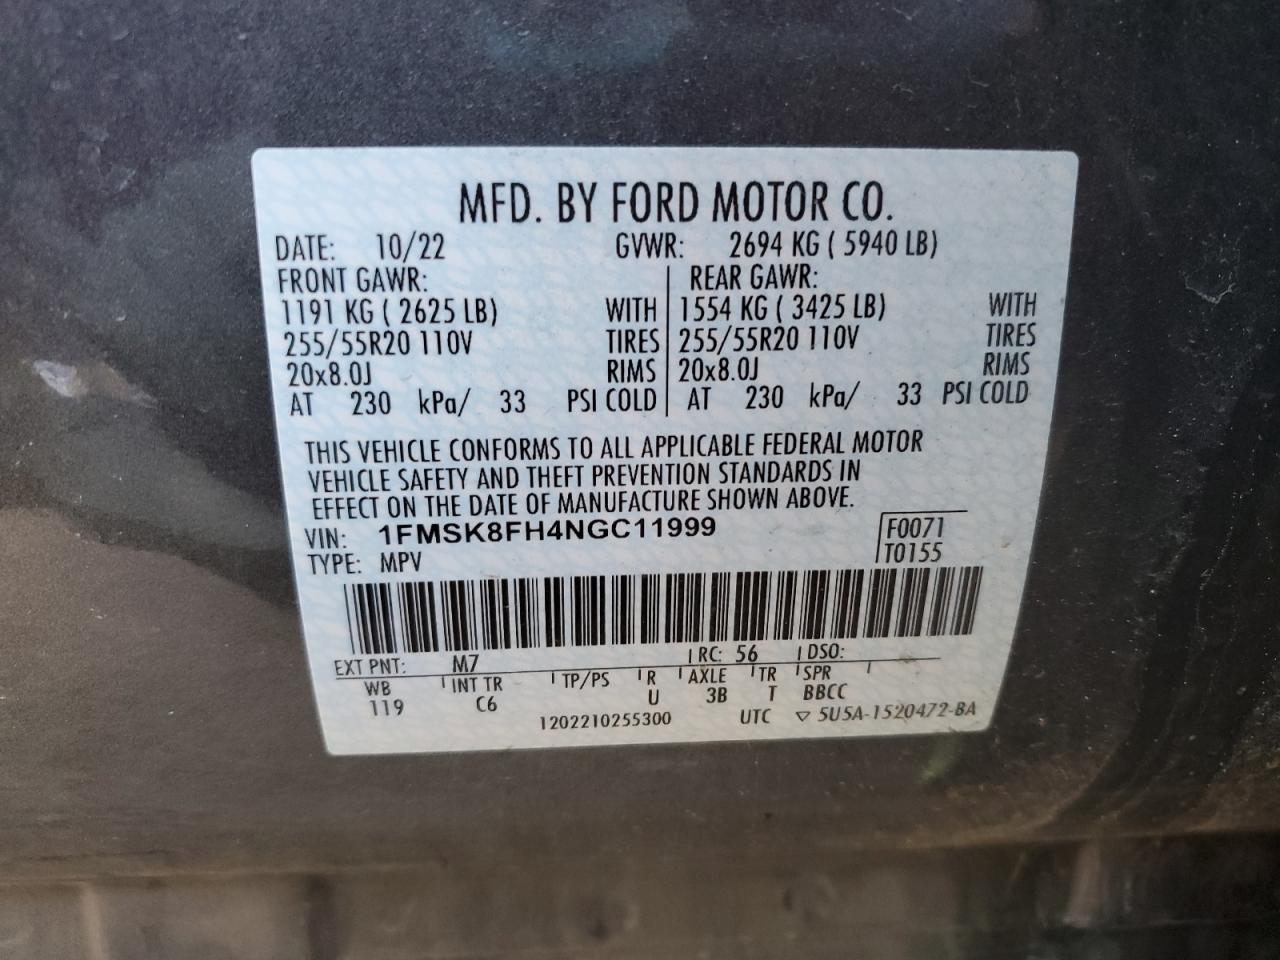 MFD. BY FORD MOTOR CO.
DATE: 10/22 GVWR: 2694 KG ( 5940 LB)
FRONT GAWR: REAR GAWR:
1191 KG ( 2625 LB) WITH 1554 KG ( 3425 LB) WITH
255/55R20 110V TIRES 255/55R20 110V TIRES
20x8.0J RIMS 20x8.0J RIMS
AT 230 kPa/ 33 PSI COLD AT 230 kPa/ 33 PSI COLD
THIS VEHICLE CONFORMS TO ALL APPLICABLE FEDERAL MOTOR
VEHICLE SAFETY AND THEFT PREVENTION STANDARDS IN
EFFECT ON THE DATE OF MANUFACTURE SHOWN ABOVE.
VIN: 1FMSK8FH4NGC11999 F0071
TYPE: MPV T0155
EXT PNT: M7 RC: 56 DSO:
WB INT TR TP/PS R AXLE TR SPR
119 C6 U 3B T BBCC
1202210255300 UTC ▽ 5U5A-1520472-BA